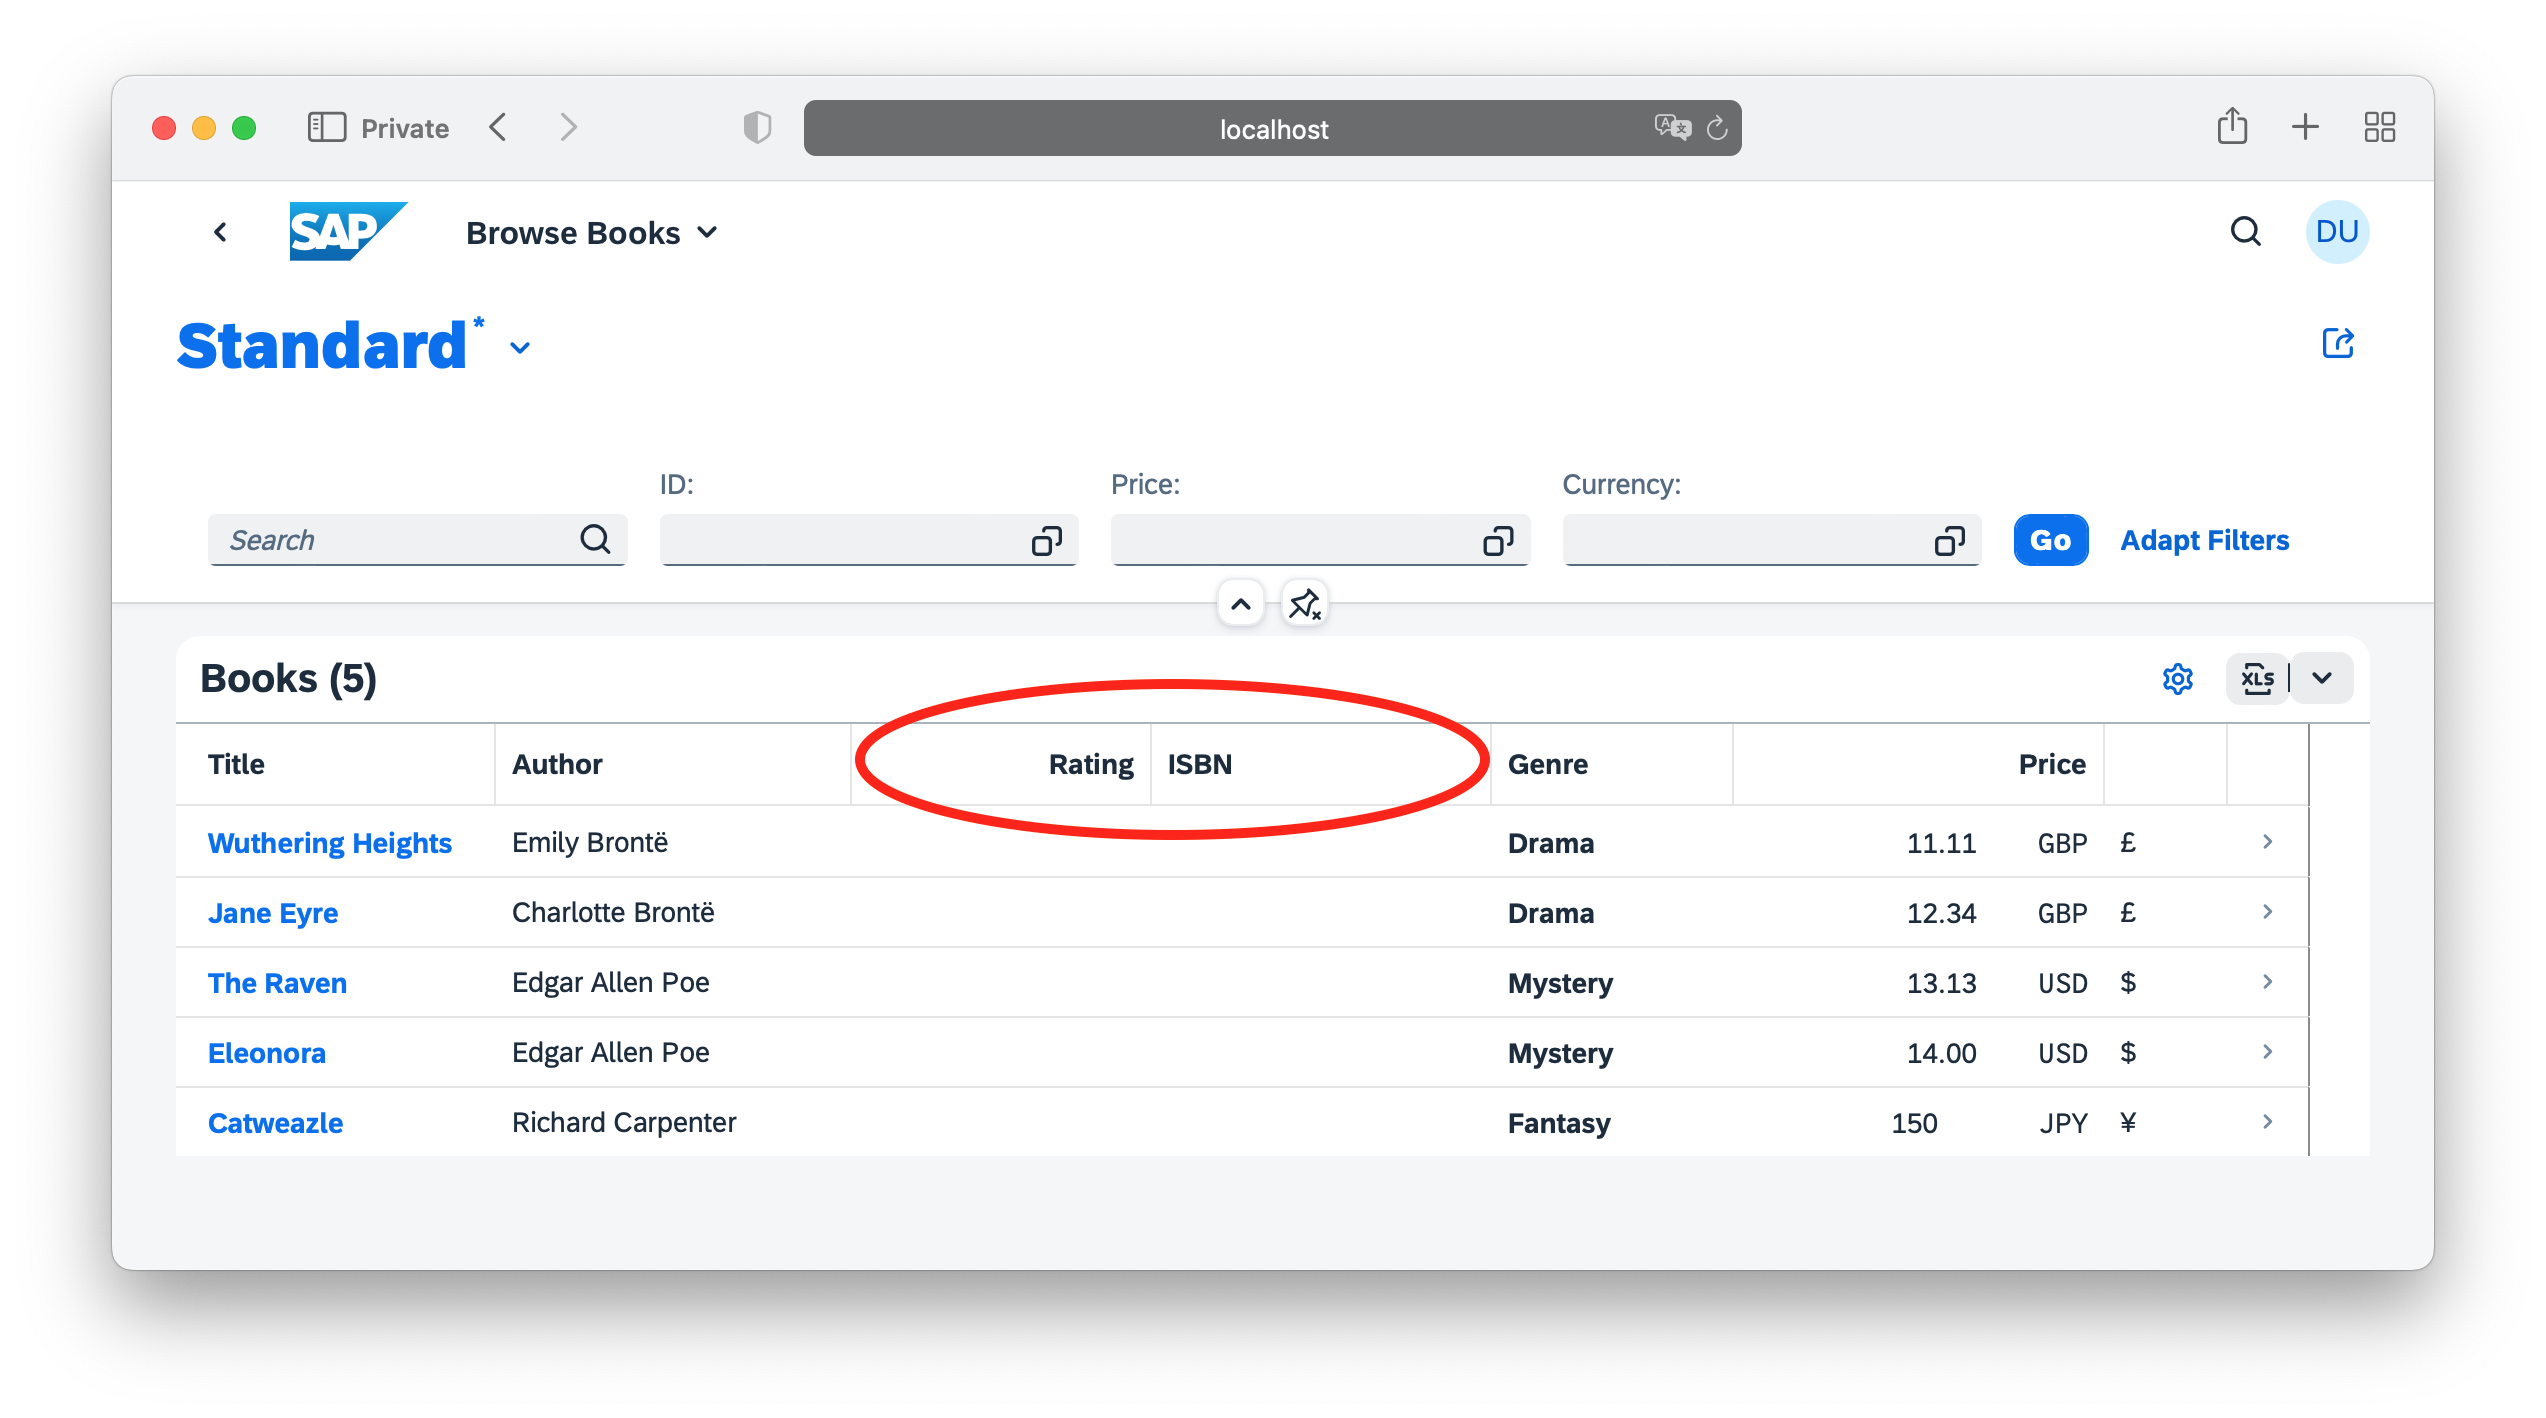 Private
localhost
SAP
Browse Books
DU
Standard*
ID:
Price:
Currency:
Search
Go
Adapt Filters
Books (5)
XLS
Title Author Rating ISBN Genre Price
Wuthering Heights Emily Brontë Drama 11.11 GBP £
Jane Eyre Charlotte Brontë Drama 12.34 GBP £
The Raven Edgar Allen Poe Mystery 13.13 USD $
Eleonora Edgar Allen Poe Mystery 14.00 USD $
Catweazle Richard Carpenter Fantasy 150 JPY ¥